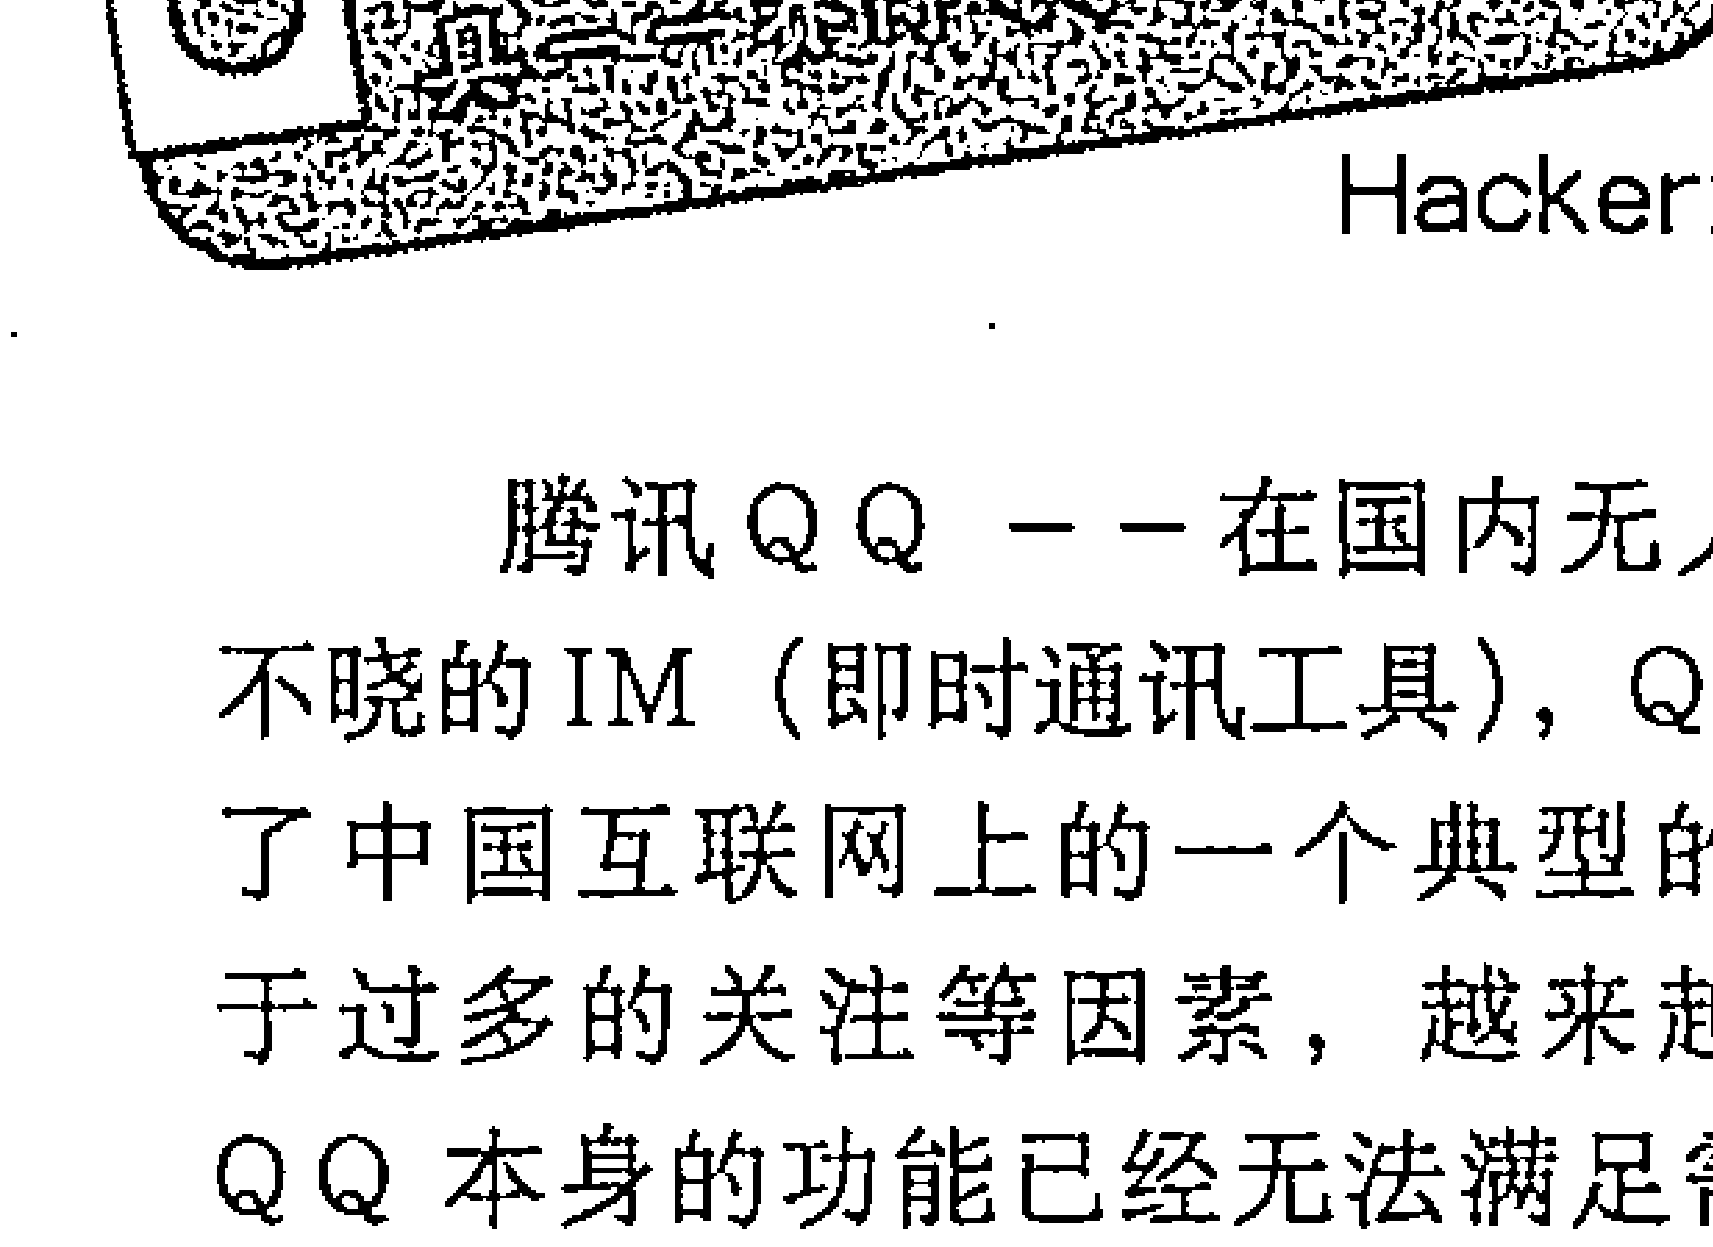 Hacker
腾讯QQ －－在国内无
不晓的IM（即时通讯工具），Q
了中国互联网上的一个典型的
于过多的关注等因素，越来越
QQ 本身的功能已经无法满足